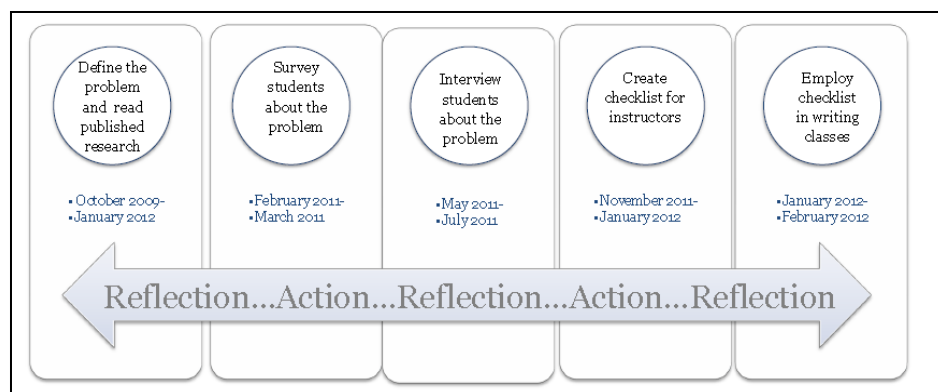 Define the
problem
and read
published
research
▪ October 2009-
▪ January 2012
Survey
students
about the
problem
▪ February 2011-
▪ March 2011
Interview
students
about the
problem
▪ May 2011-
▪ July 2011
Create
checklist for
instructors
▪ November 2011-
▪ January 2012
Employ
checklist
in writing
classes
▪ January 2012-
▪ February 2012
Reflection...Action...Reflection...Action...Reflection